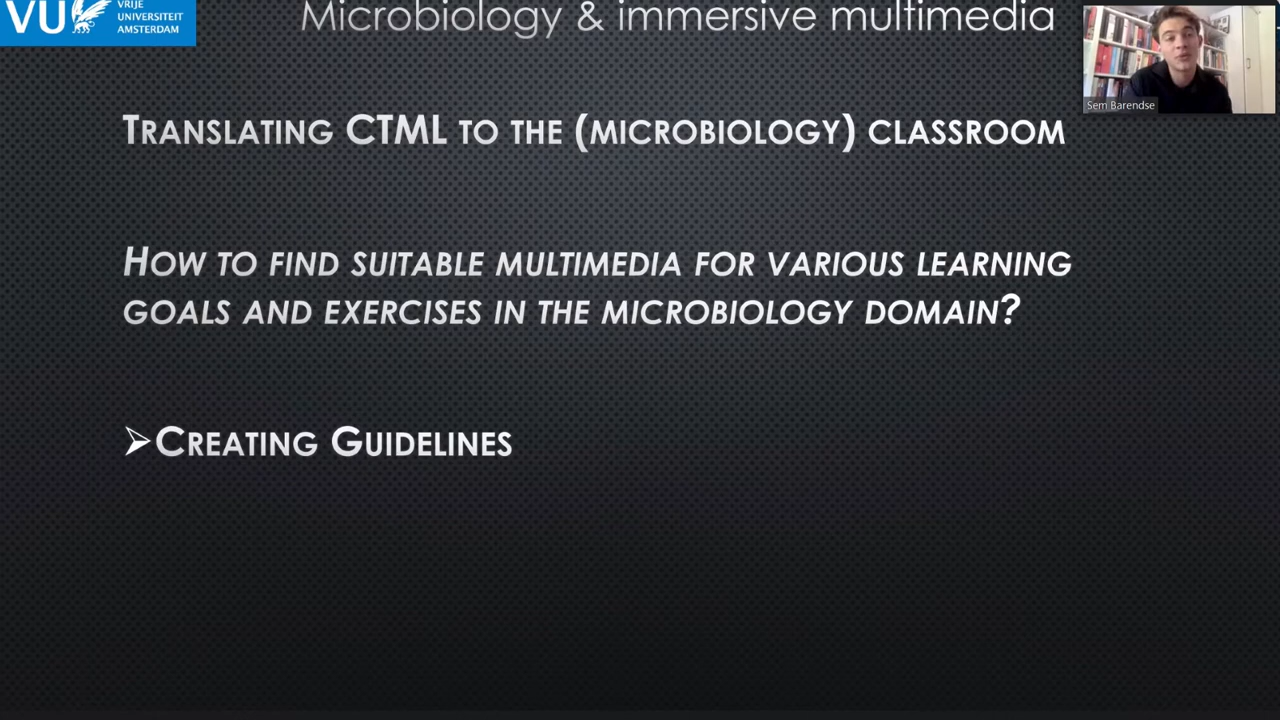 VU
VRIJE
UNIVERSITEIT
AMSTERDAM
Microbiology & immersive multimedia
Sem Barendse
TRANSLATING CTML TO THE (MICROBIOLOGY) CLASSROOM
HOW TO FIND SUITABLE MULTIMEDIA FOR VARIOUS LEARNING
GOALS AND EXERCISES IN THE MICROBIOLOGY DOMAIN?
➢CREATING GUIDELINES